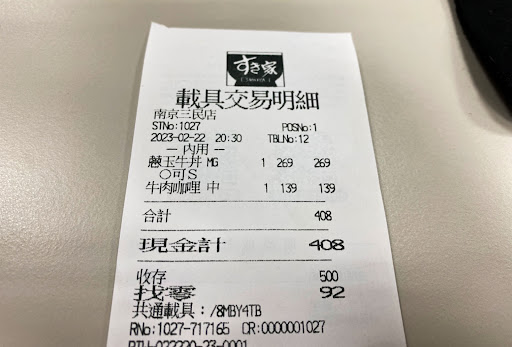 すき家
SUKIYA
載具交易明細
南京三民店
STNo:1027 POSNo:1
2023-02-22 20:30 TBLNo:12
— 內用 —
蔥玉牛丼 MG 1 269 269
〇可S
牛肉咖哩 中 1 139 139
合計 408
現金計 408
收存 500
找零 92
共通載具:/8MBY4TB
RNo:1027-717165 CR:0000001027